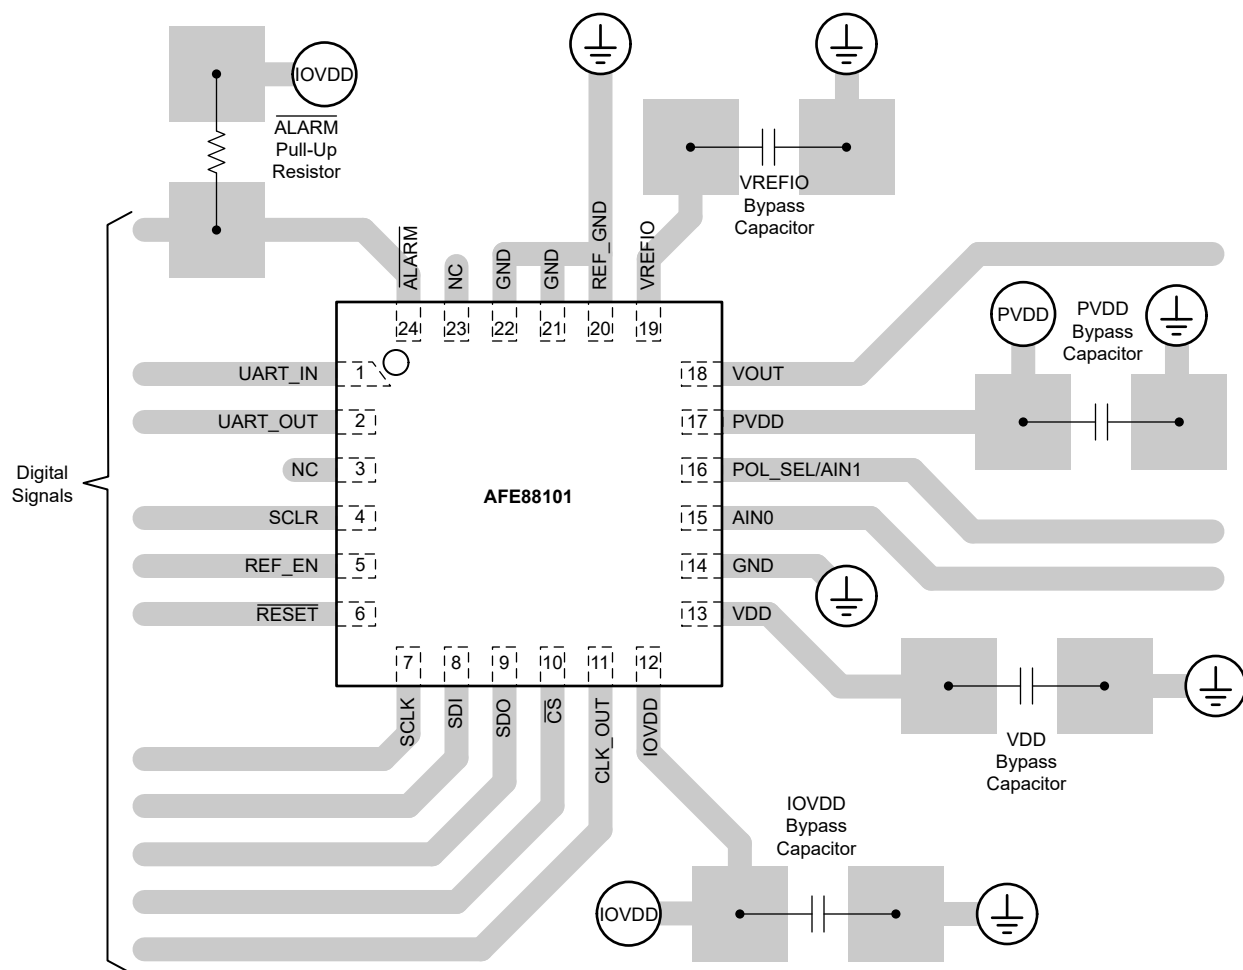 IOVDD
ALARM
Pull-Up
Resistor
VREFIO
Bypass
Capacitor
ALARM
NC
GND
GND
REF_GND
VREFIO
24
23
22
21
20
19
PVDD
PVDD
Bypass
Capacitor
Digital
Signals
UART_IN
1
UART_OUT
2
NC
3
SCLR
4
REF_EN
5
RESET
6
AFE88101
18
VOUT
17
PVDD
16
POL_SEL/AIN1
15
AIN0
14
GND
13
VDD
7
8
9
10
11
12
SCLK
SDI
SDO
CS
CLK_OUT
IOVDD
VDD
Bypass
Capacitor
IOVDD
Bypass
Capacitor
IOVDD